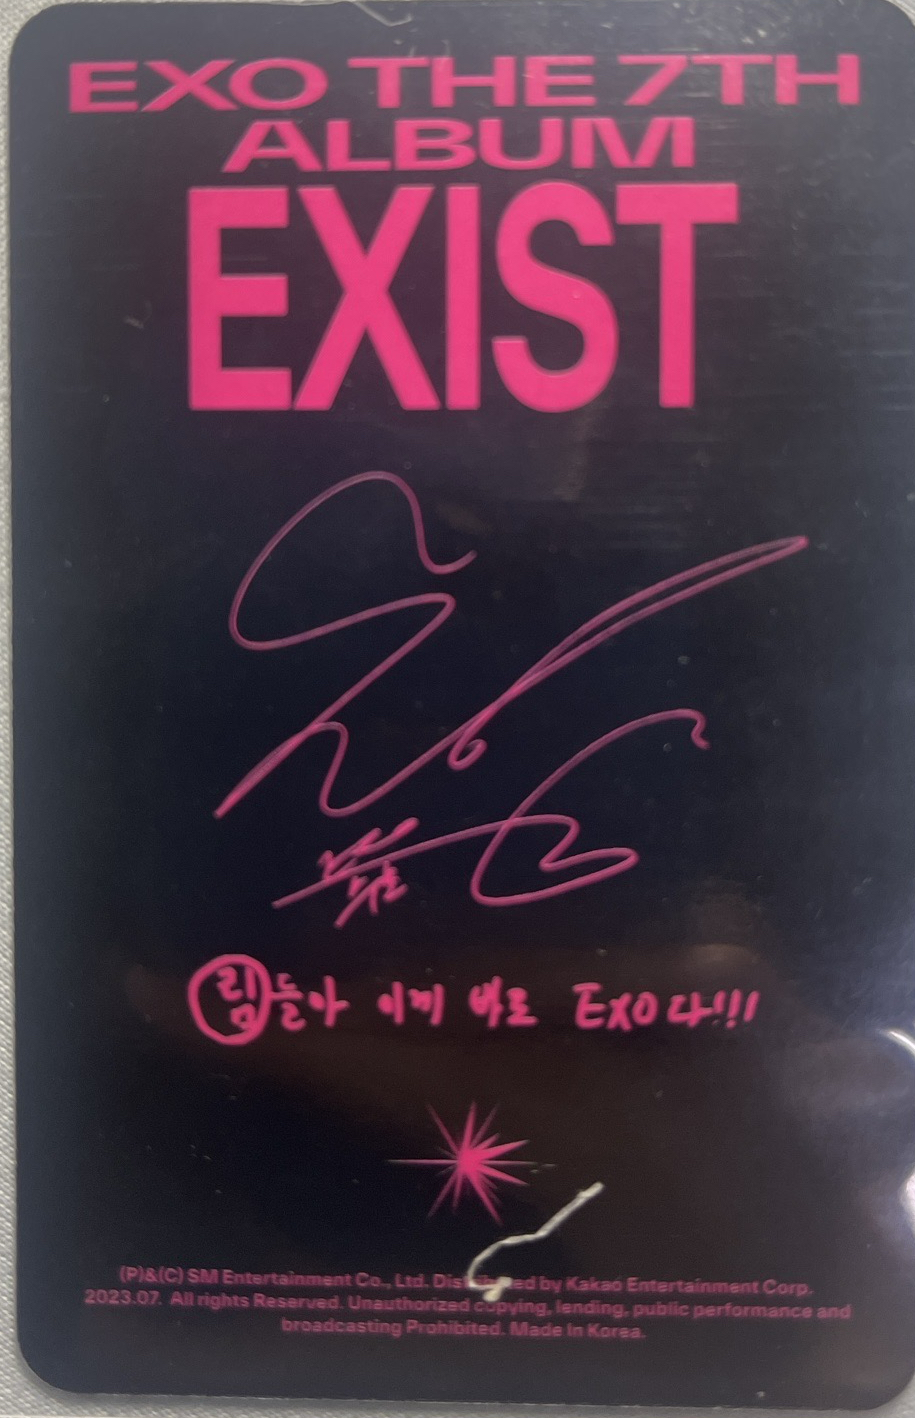 EXO THE 7TH
ALBUM
EXIST
림들아 이게 바로 EXO다!!!
(P)&(C) SM Entertainment Co., Ltd. Distributed by Kakao Entertainment Corp.
2023.07. All rights Reserved. Unauthorized copying, lending, public performance and
broadcasting Prohibited. Made In Korea.